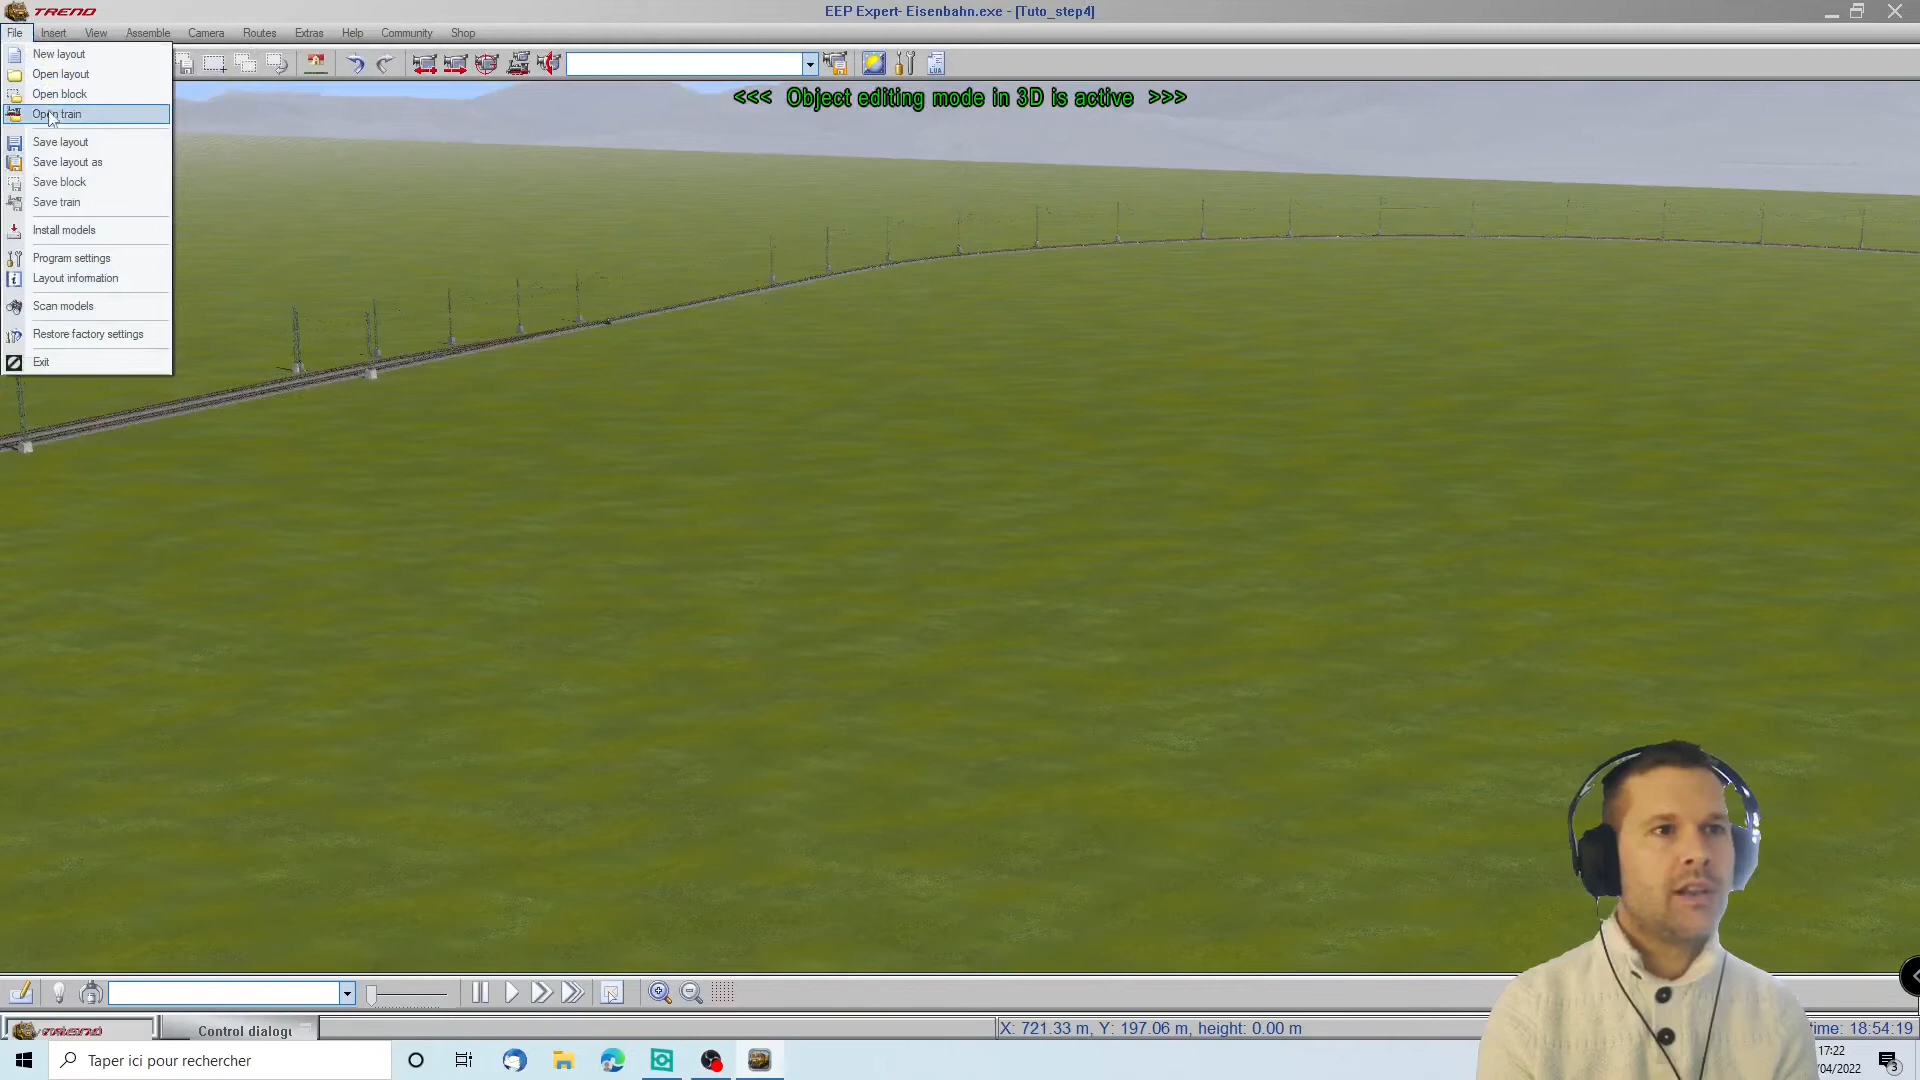 TREND
EEP Expert- Eisenbahn.exe - [Tuto_step4]
File Insert View Assemble Camera Routes Extras Help Community Shop
New layout
Open layout
Open block
<<< Object editing mode in 3D is active >>>
Open train
Save layout
Save layout as
Save block
Save train
Install models
Program settings
Layout information
Scan models
Restore factory settings
Exit
Control dialogu
X: 721.33 m, Y: 197.06 m, height: 0.00 m
time: 18:54:19
Taper ici pour rechercher
17:22
/04/2022
3